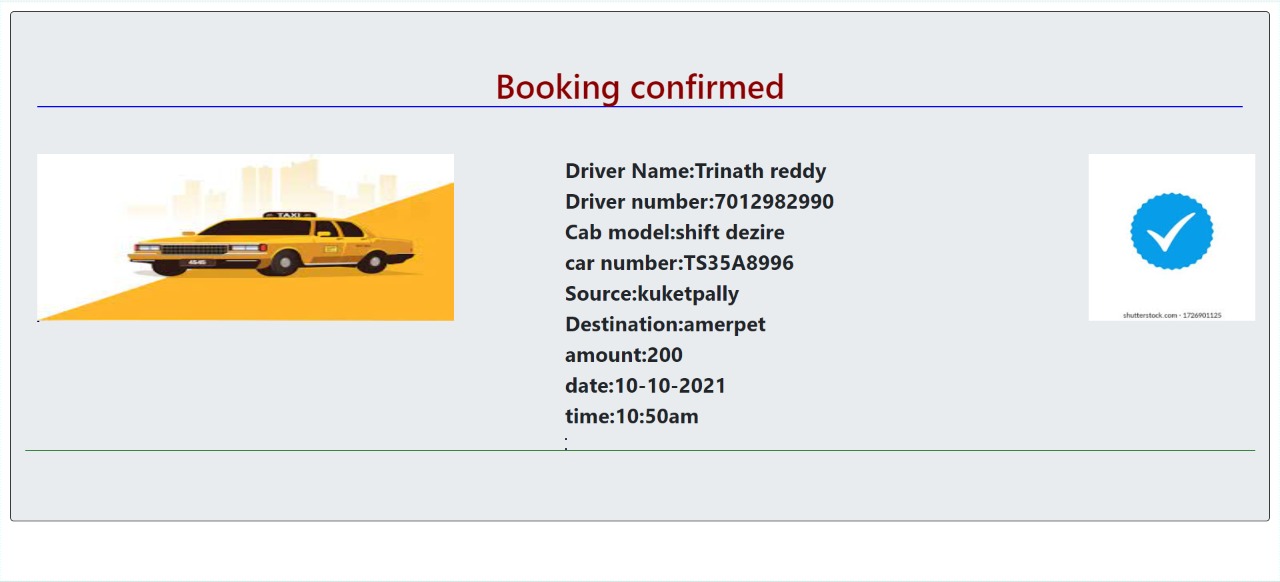 Booking confirmed
TAXI
4545
Driver Name:Trinath reddy
Driver number:7012982990
Cab model:shift dezire
car number:TS35A8996
Source:kuketpally
Destination:amerpet
amount:200
date:10-10-2021
time:10:50am
:
shutterstock.com · 1726901125